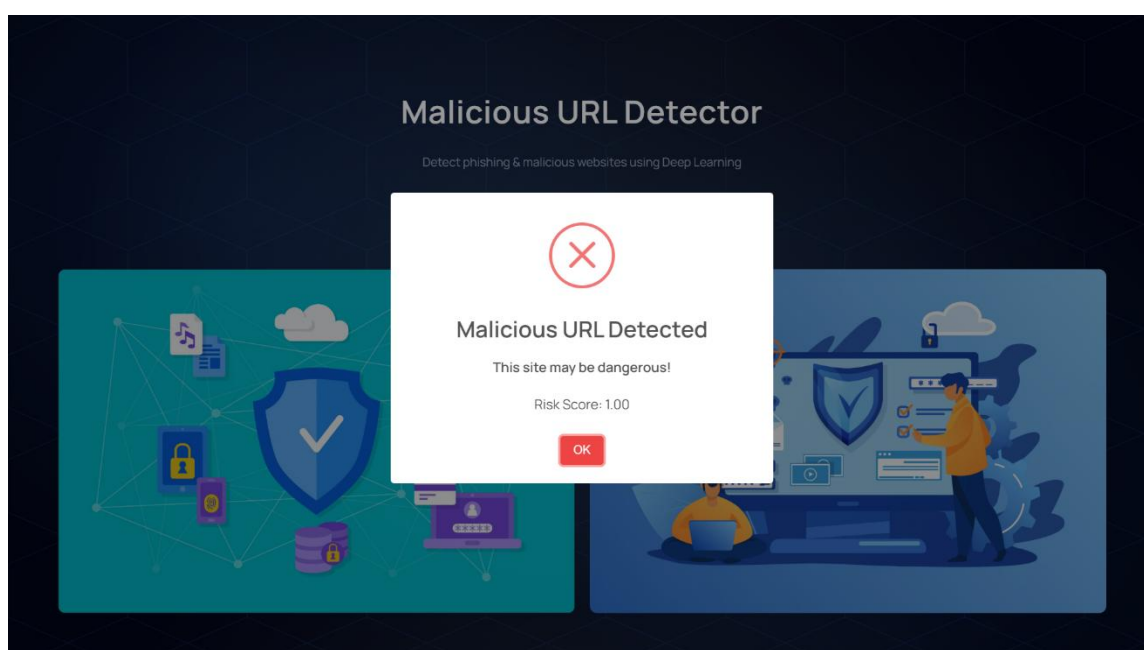 Malicious URL Detector
Detect phishing & malicious websites using Deep Learning
Malicious URL Detected
This site may be dangerous!
Risk Score: 1.00
OK